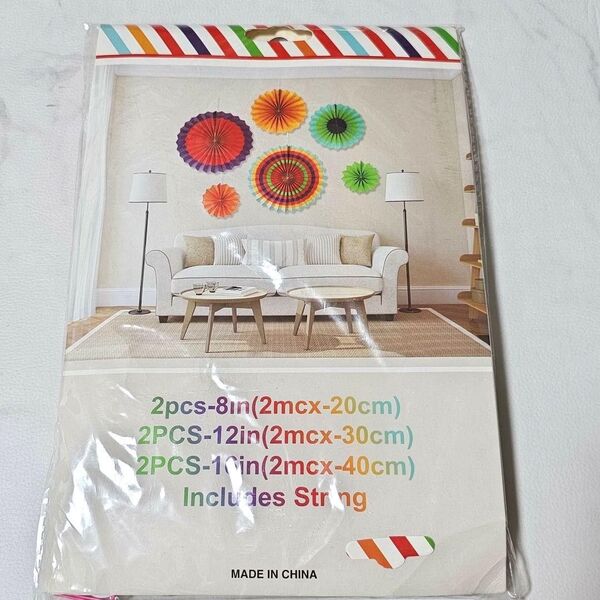 2pcs-8in(2mcx-20cm)
2PCS-12in(2mcx-30cm)
2PCS-16in(2mcx-40cm)
Includes String
MADE IN CHINA